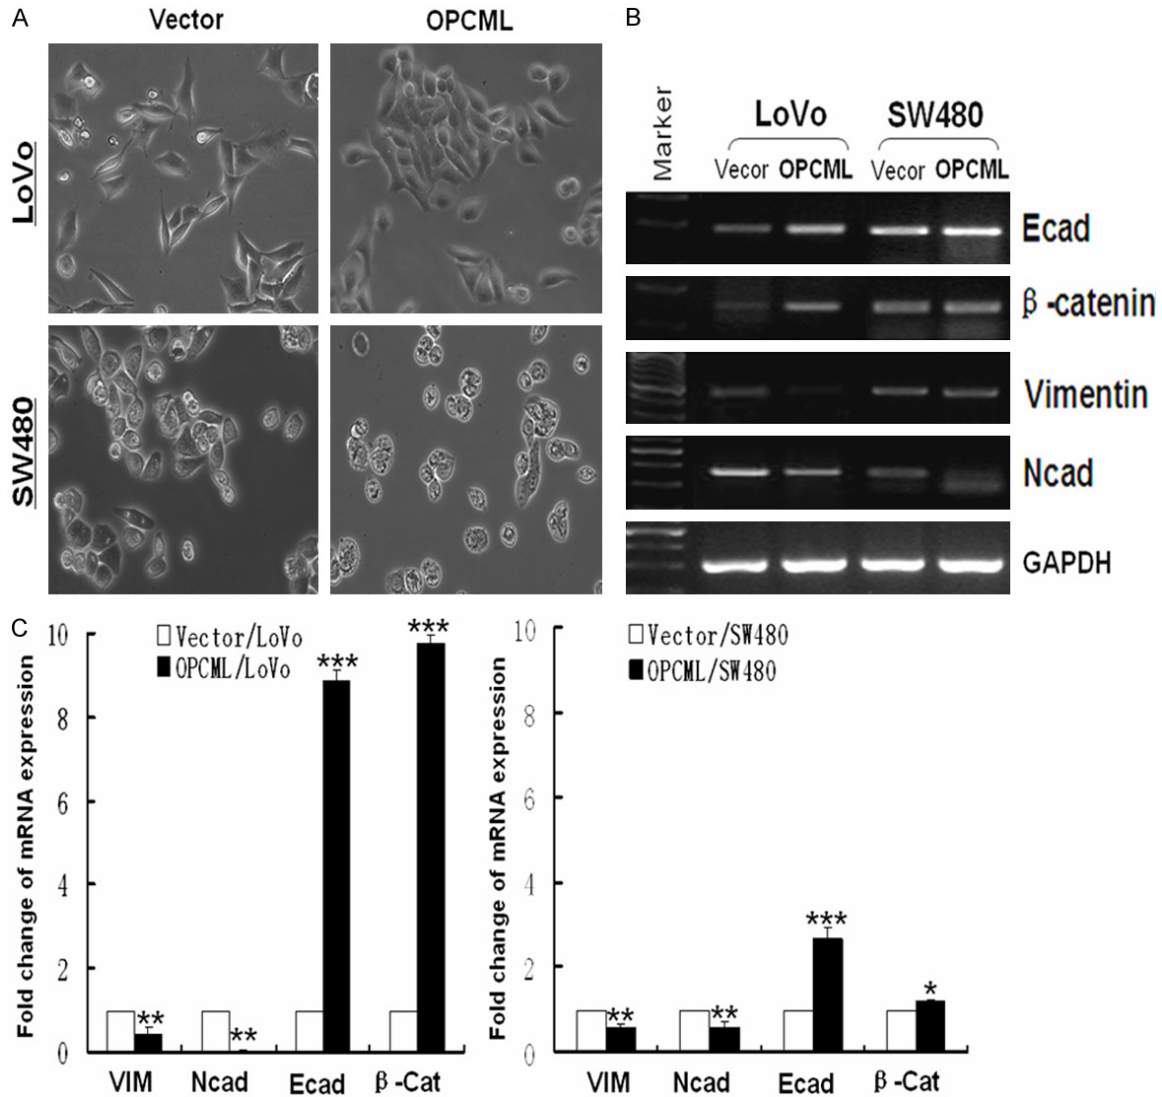 A
Vector
OPCML
LoVo
SW480
B
Marker
LoVo
SW480
Vecor
OPCML
Vecor
OPCML
Ecad
β-catenin
Vimentin
Ncad
GAPDH
C
Fold change of mRNA expression
10
8
6
4
2
0
Vector/LoVo
OPCML/LoVo
**
**
***
***
VIM
Ncad
Ecad
β-Cat
Fold change of mRNA expression
10
8
6
4
2
0
Vector/SW480
OPCML/SW480
**
**
***
*
VIM
Ncad
Ecad
β-Cat